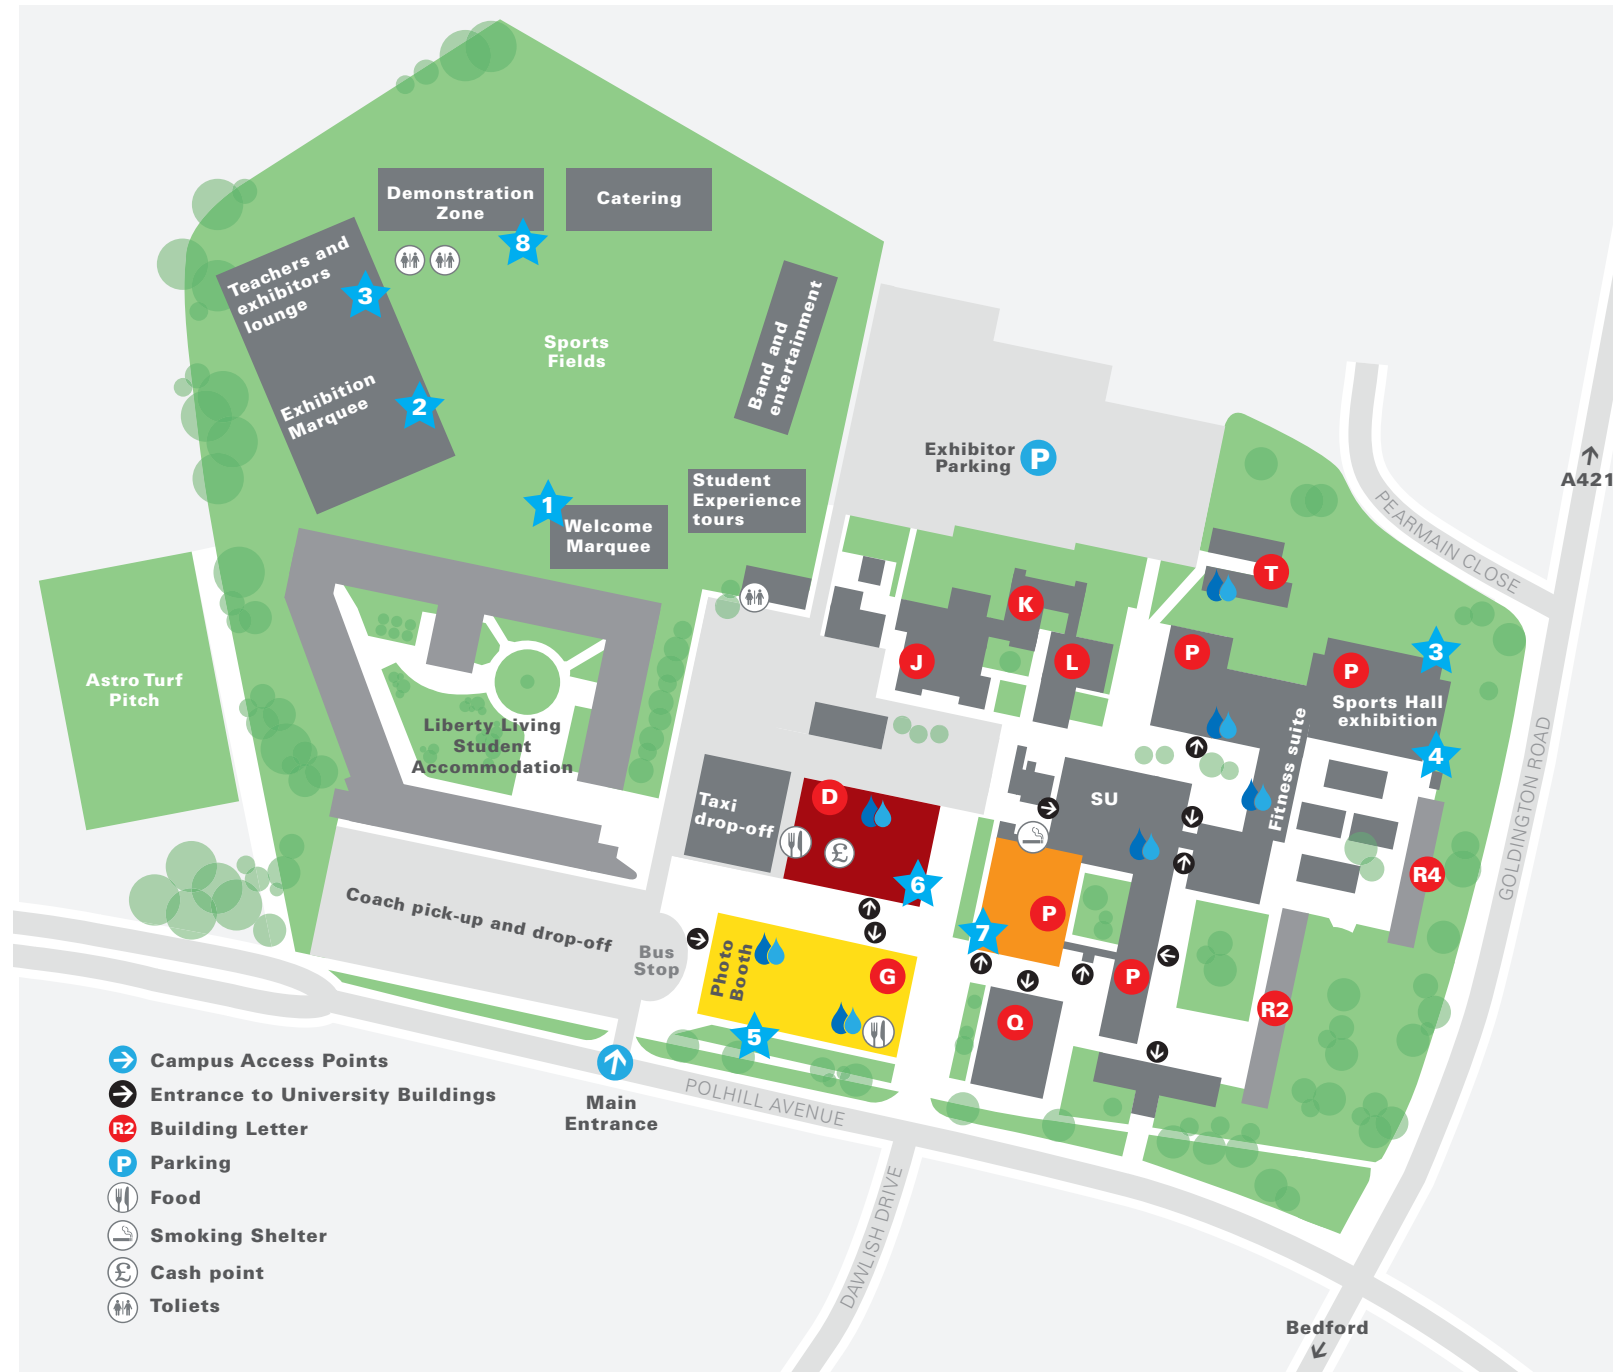 Demonstration
Zone
8
Catering
Teachers and
exhibitors
lounge
3
Exhibition
Marquee
2
Sports
Fields
Band and
entertainment
1
Welcome
Marquee
Student
Experience
tours
Exhibitor
Parking
P
A421
PEARMAIN CLOSE
GOLDINGTON ROAD
Astro Turf
Pitch
Liberty Living
Student
Accommodation
T
K
J
L
P
P
3
Sports Hall
exhibition
4
Fitness suite
SU
Taxi
drop-off
D
£
6
R4
P
7
Coach pick-up and drop-off
Bus
Stop
Photo
Booth
G
5
P
Q
R2
Main
Entrance
POLHILL AVENUE
DAWLISH DRIVE
Bedford
Campus Access Points
Entrance to University Buildings
R2 Building Letter
P Parking
Food
Smoking Shelter
£ Cash point
Toliets